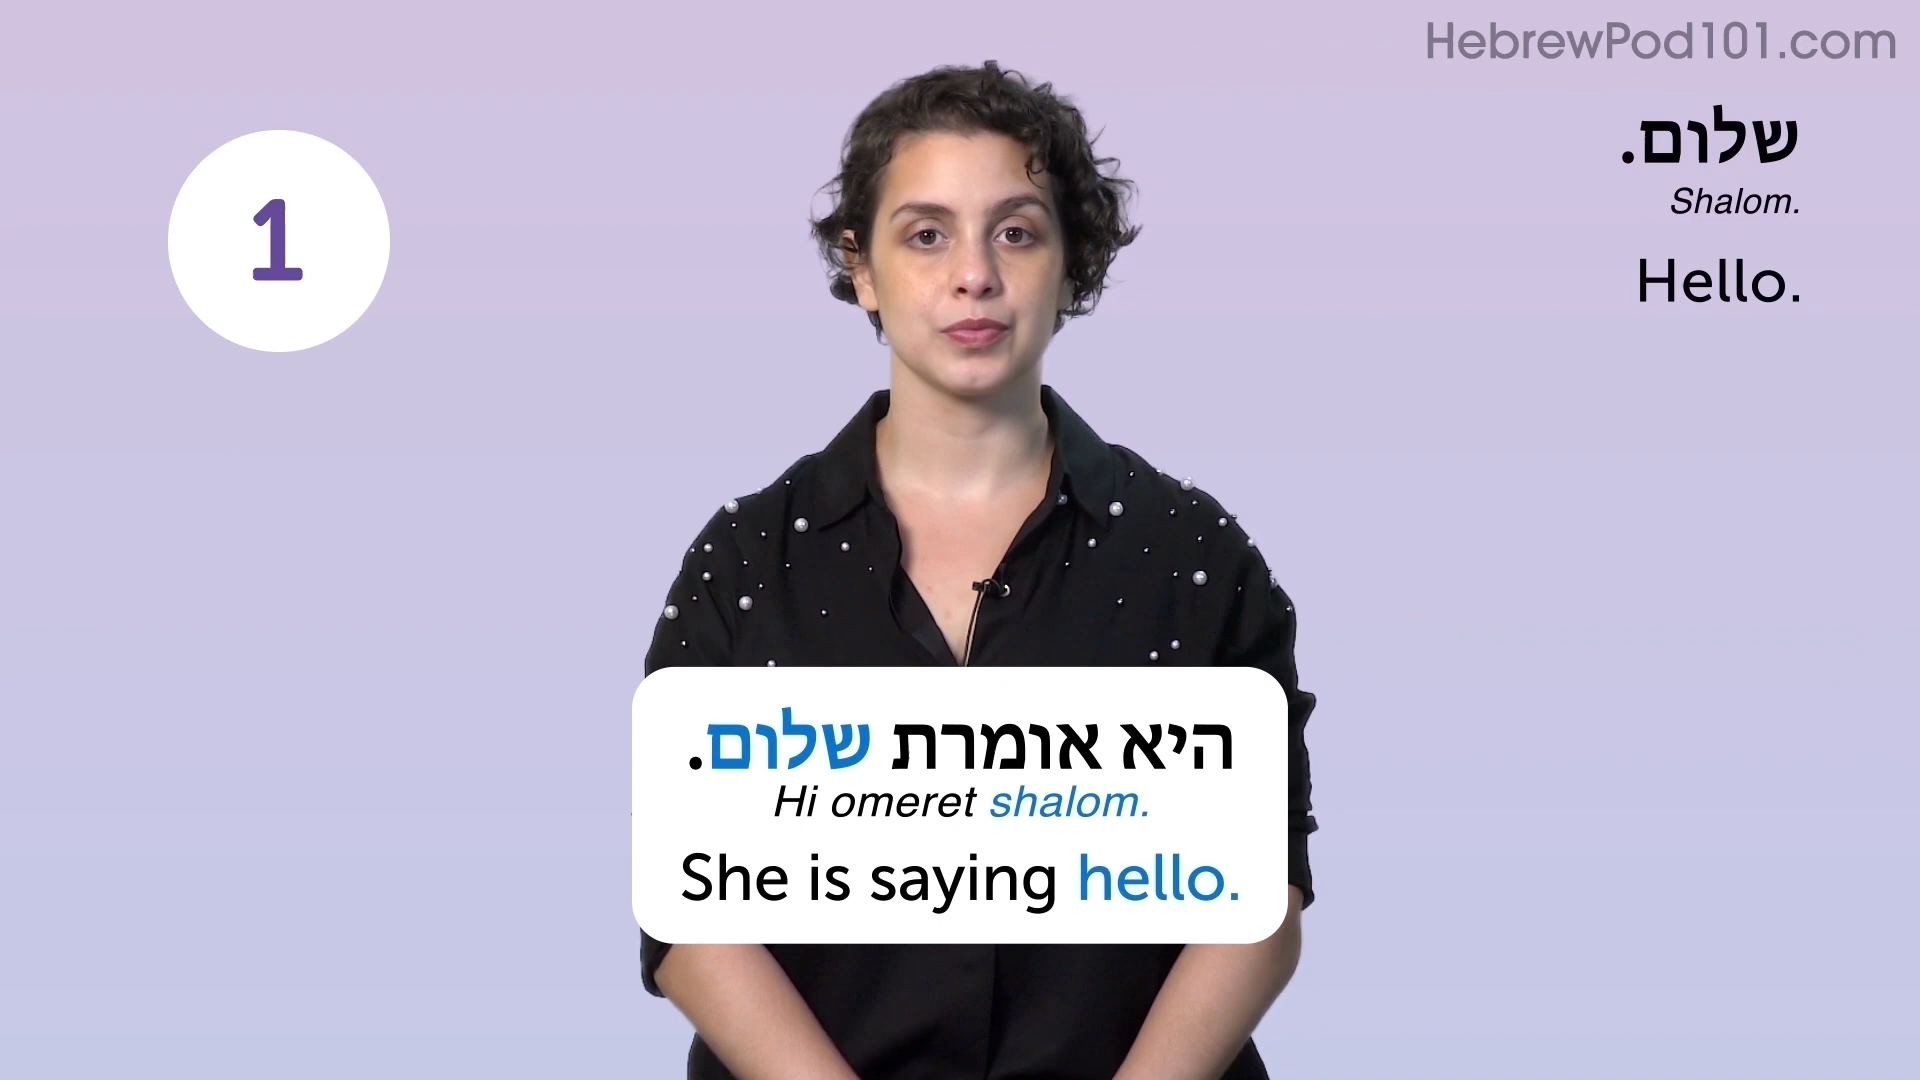 HebrewPod101.com
1
שלום.
Shalom.
Hello.
היא אומרת שלום.
Hi omeret shalom.
She is saying hello.